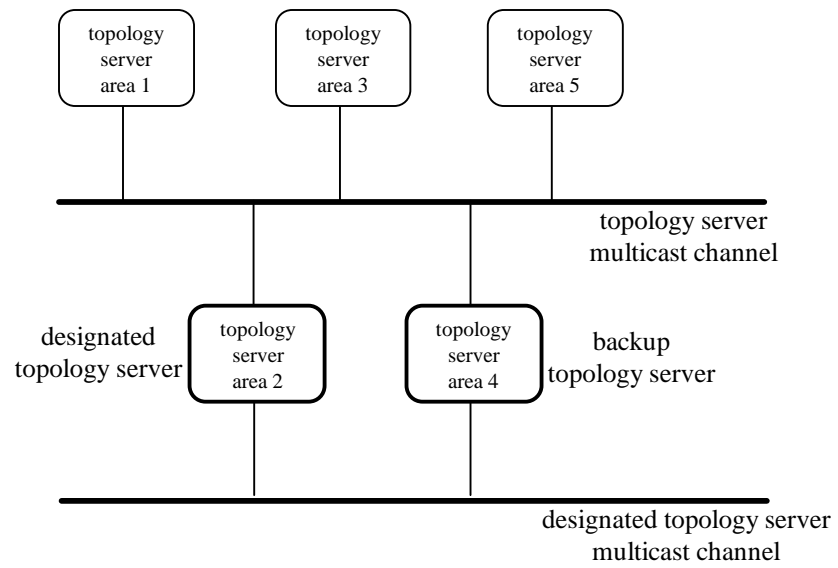 topology
server
area 1
topology
server
area 3
topology
server
area 5
topology server
multicast channel
designated
topology server
topology
server
area 2
topology
server
area 4
backup
topology server
designated topology server
multicast channel